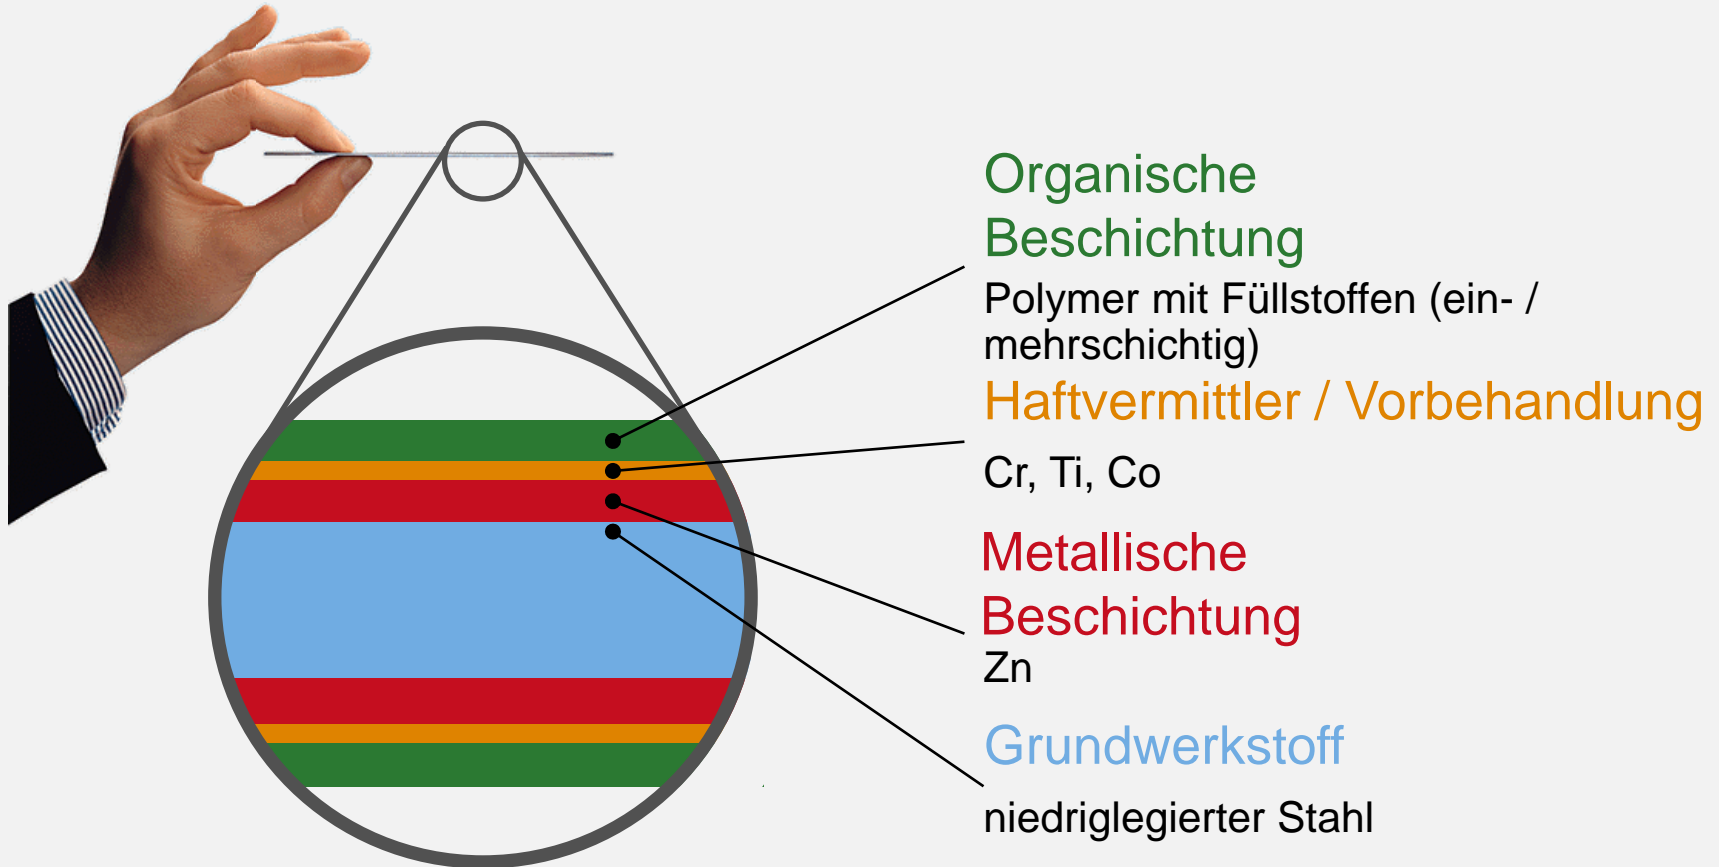 Organische
Beschichtung
Polymer mit Füllstoffen (ein- /
mehrschichtig)
Haftvermittler / Vorbehandlung
Cr, Ti, Co
Metallische
Beschichtung
Zn
Grundwerkstoff
niedriglegierter Stahl